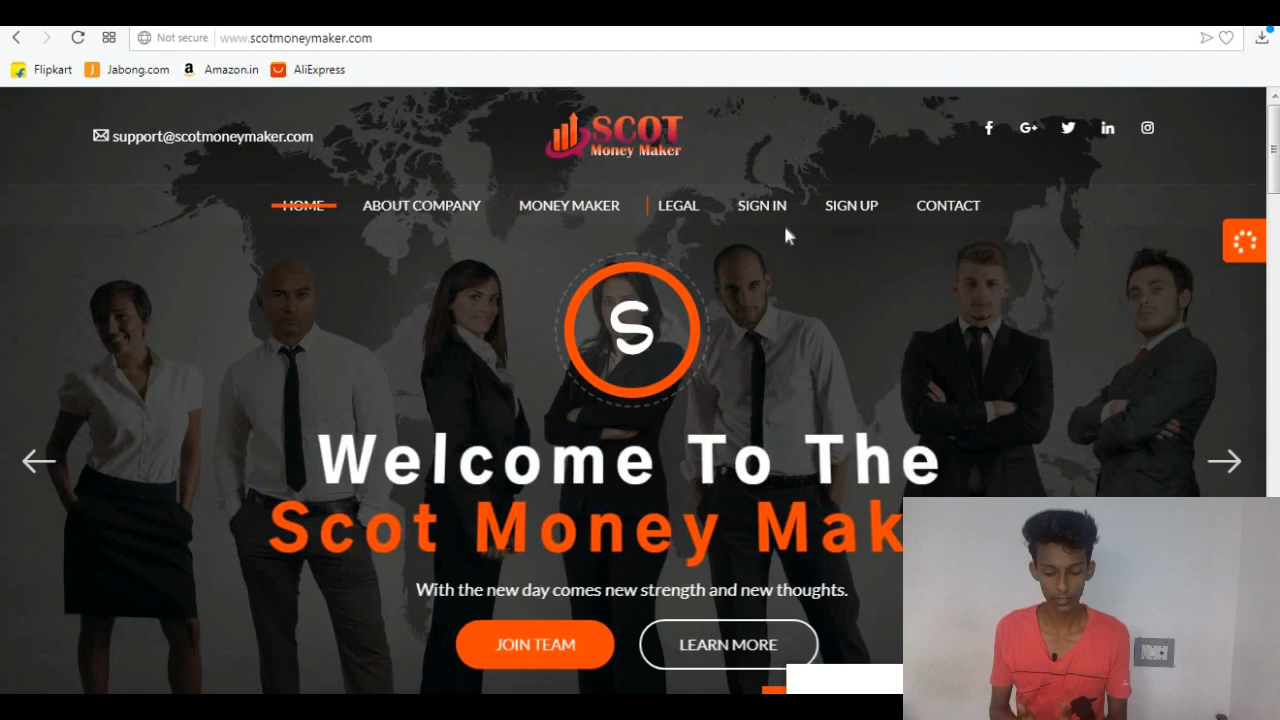 Not secure www.scotmoneymaker.com
Flipkart Jabong.com Amazon.in AliExpress
support@scotmoneymaker.com
SCOT
Money Maker
HOME ABOUT COMPANY MONEY MAKER LEGAL SIGN IN SIGN UP CONTACT
S
Welcome To The
Scot Money Mak
With the new day comes new strength and new thoughts.
JOIN TEAM LEARN MORE